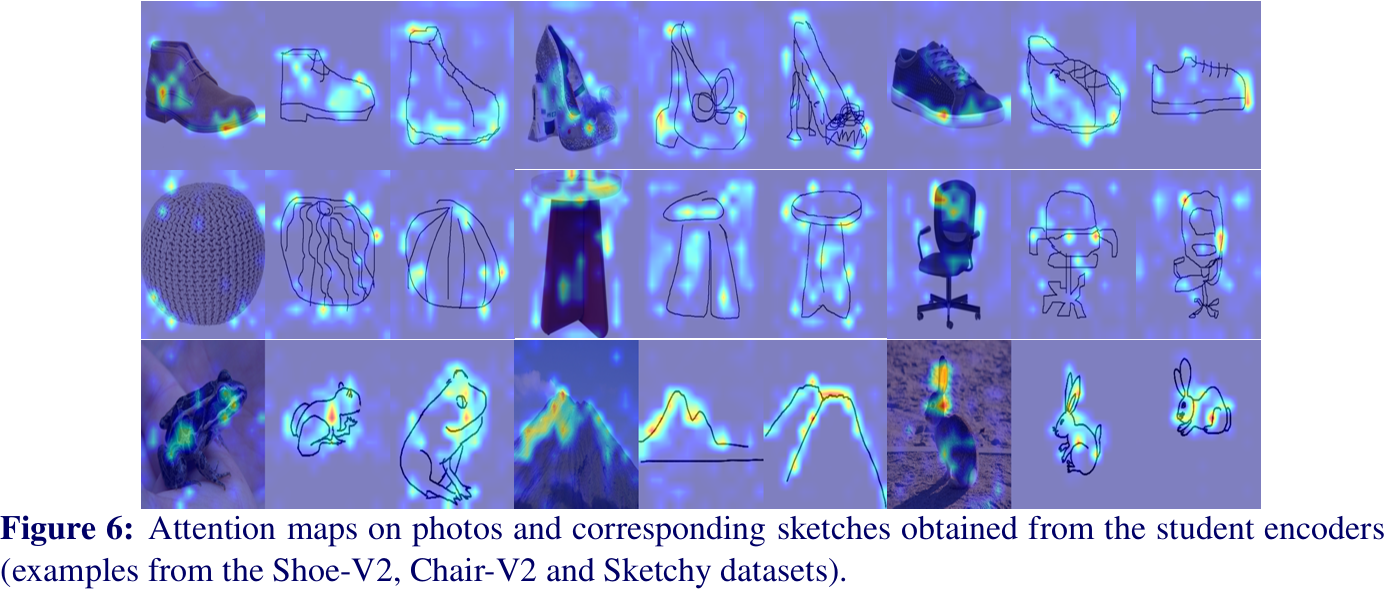 Figure 6: Attention maps on photos and corresponding sketches obtained from the student encoders
(examples from the Shoe-V2, Chair-V2 and Sketchy datasets).